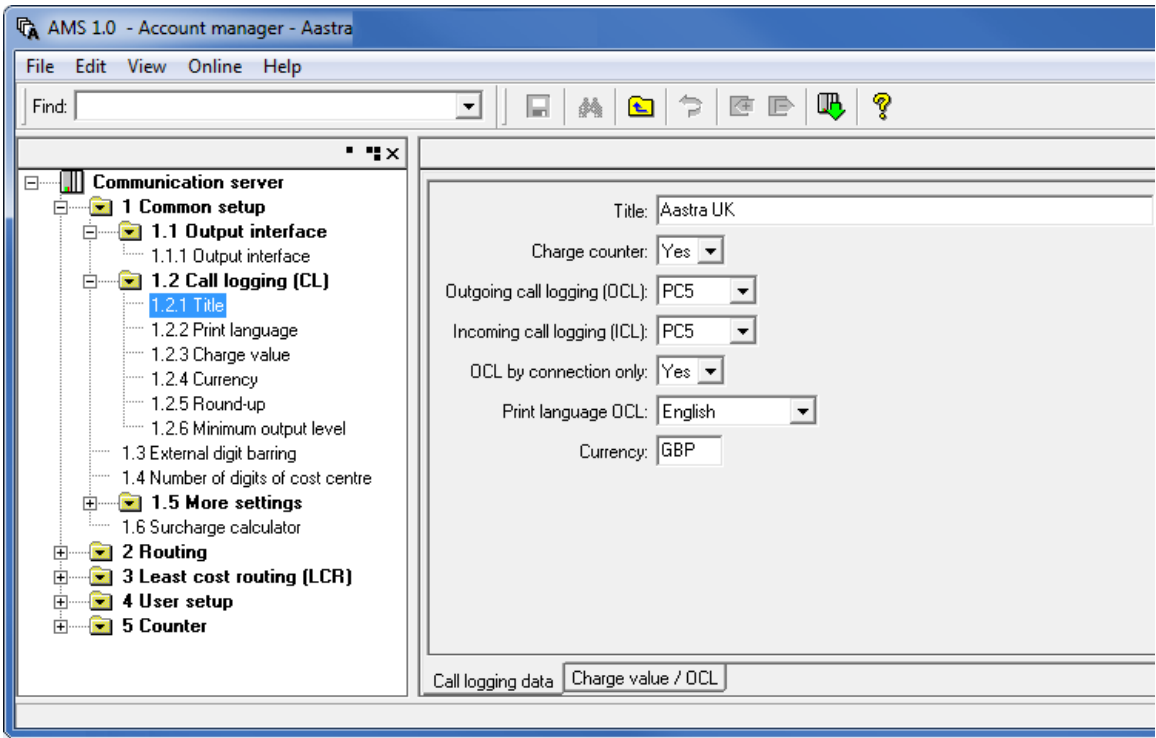 AMS 1.0 - Account manager - Aastra
File Edit View Online Help
Find:
Communication server
1 Common setup
1.1 Output interface
1.1.1 Output interface
1.2 Call logging (CL)
1.2.1 Title
1.2.2 Print language
1.2.3 Charge value
1.2.4 Currency
1.2.5 Round-up
1.2.6 Minimum output level
1.3 External digit barring
1.4 Number of digits of cost centre
1.5 More settings
1.6 Surcharge calculator
2 Routing
3 Least cost routing (LCR)
4 User setup
5 Counter
Title: Aastra UK
Charge counter: Yes
Outgoing call logging (OCL): PC5
Incoming call logging (ICL): PC5
OCL by connection only: Yes
Print language OCL: English
Currency: GBP
Call logging data Charge value / OCL